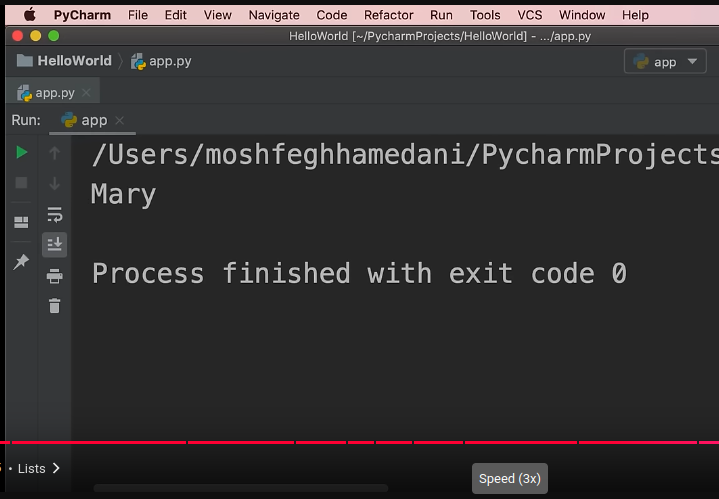 PyCharm File Edit View Navigate Code Refactor Run Tools VCS Window Help
HelloWorld [~/PycharmProjects/HelloWorld] - .../app.py
HelloWorld app.py
app
app.py
Run: app
/Users/moshfeghhamedani/PycharmProjects
Mary
Process finished with exit code 0
• Lists
Speed (3x)